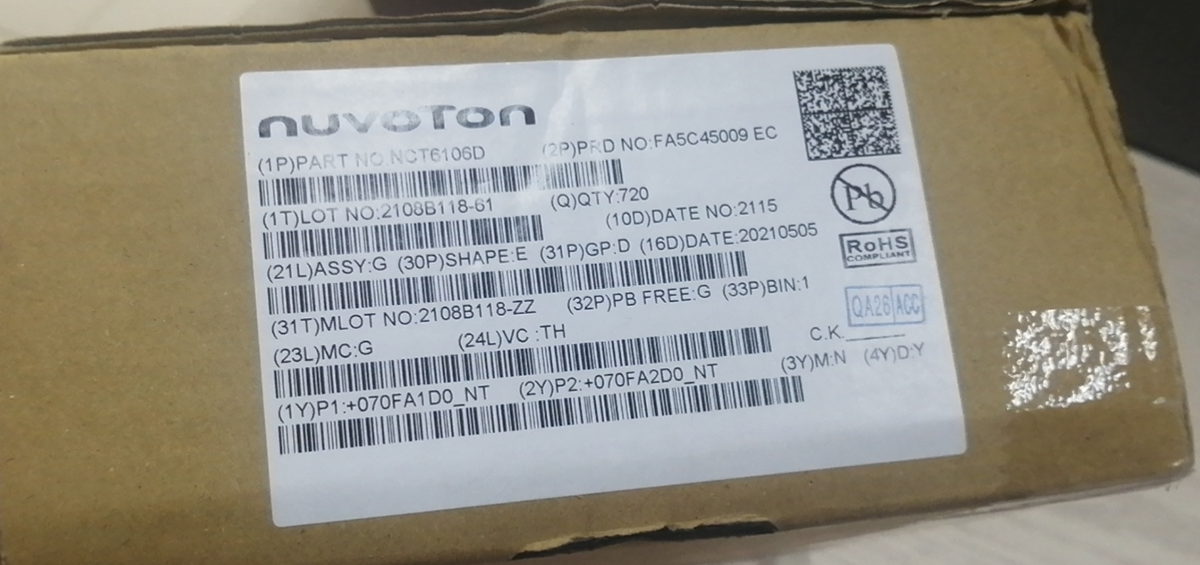 nuvoTon
(1P)PART NO:NCT6106D (2P)PRD NO:FA5C45009 EC
(1T)LOT NO:2108B118-61 (Q)QTY:720
(10D)DATE NO:2115
(21L)ASSY:G (30P)SHAPE:E (31P)GP:D (16D)DATE:20210505
(31T)MLOT NO:2108B118-ZZ (32P)PB FREE:G (33P)BIN:1
(23L)MC:G (24L)VC :TH
C.K.
(1Y)P1:+070FA1D0_NT (2Y)P2:+070FA2D0_NT (3Y)M:N (4Y)D:Y
Pb
RoHS
COMPLIANT
QA26 ACC